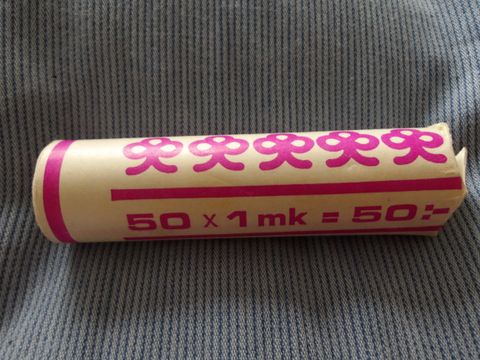 50 x 1 mk = 50:-